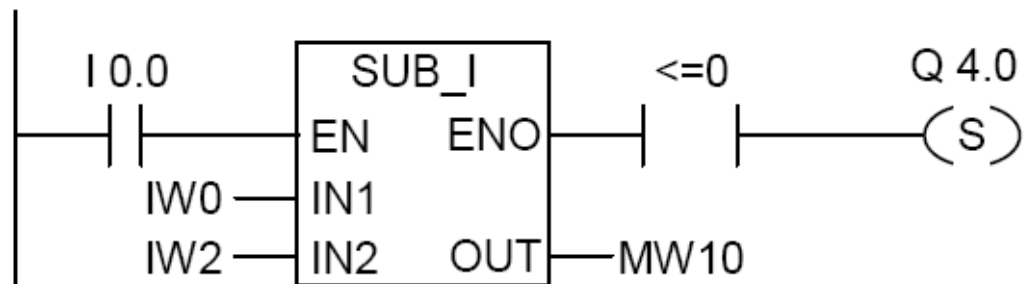 I 0.0 SUB_I <=0 Q 4.0
EN ENO (S)
IW0 IN1
IW2 IN2 OUT MW10